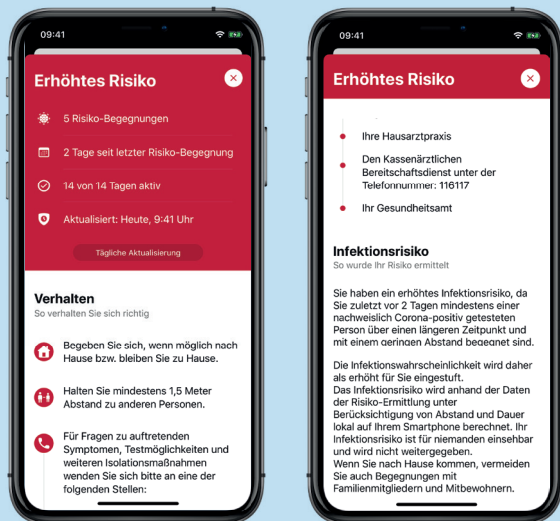 09:41
Erhöhtes Risiko
5 Risiko-Begegnungen
2 Tage seit letzter Risiko-Begegnung
14 von 14 Tagen aktiv
Aktualisiert: Heute, 9:41 Uhr
Tägliche Aktualisierung
Verhalten
So verhalten Sie sich richtig
Begeben Sie sich, wenn möglich nach
Hause bzw. bleiben Sie zu Hause.
Halten Sie mindestens 1,5 Meter
Abstand zu anderen Personen.
Für Fragen zu auftretenden
Symptomen, Testmöglichkeiten und
weiteren Isolationsmaßnahmen
wenden Sie sich bitte an eine der
folgenden Stellen:
09:41
Erhöhtes Risiko
Ihre Hausarztpraxis
Den Kassenärztlichen
Bereitschaftsdienst unter der
Telefonnummer: 116117
Ihr Gesundheitsamt
Infektionsrisiko
So wurde Ihr Risiko ermittelt
Sie haben ein erhöhtes Infektionsrisiko, da
Sie zuletzt vor 2 Tagen mindestens einer
nachweislich Corona-positiv getesteten
Person über einen längeren Zeitpunkt und
mit einem geringen Abstand begegnet sind.
Die Infektionswahrscheinlichkeit wird daher
als erhöht für Sie eingestuft.
Das Infektionsrisiko wird anhand der Daten
der Risiko-Ermittlung unter
Berücksichtigung von Abstand und Dauer
lokal auf Ihrem Smartphone berechnet. Ihr
Infektionsrisiko ist für niemanden einsehbar
und wird nicht weitergegeben.
Wenn Sie nach Hause kommen, vermeiden
Sie auch Begegnungen mit
Familienmitgliedern und Mitbewohnern.